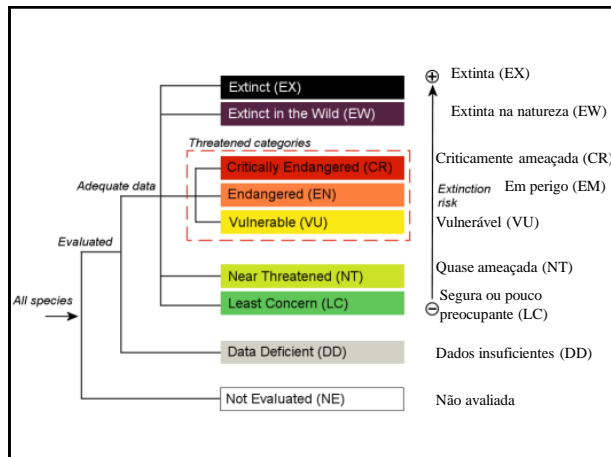 Extinct (EX)
Extinta (EX)
Extinct in the Wild (EW)
Extinta na natureza (EW)
Threatened categories
Critically Endangered (CR)
Criticamente ameaçada (CR)
Adequate data
Endangered (EN)
Extinction
risk
Em perigo (EM)
Vulnerable (VU)
Vulnerável (VU)
Evaluated
Near Threatened (NT)
Quase ameaçada (NT)
All species
Least Concern (LC)
Segura ou pouco
preocupante (LC)
Data Deficient (DD)
Dados insuficientes (DD)
Not Evaluated (NE)
Não avaliada